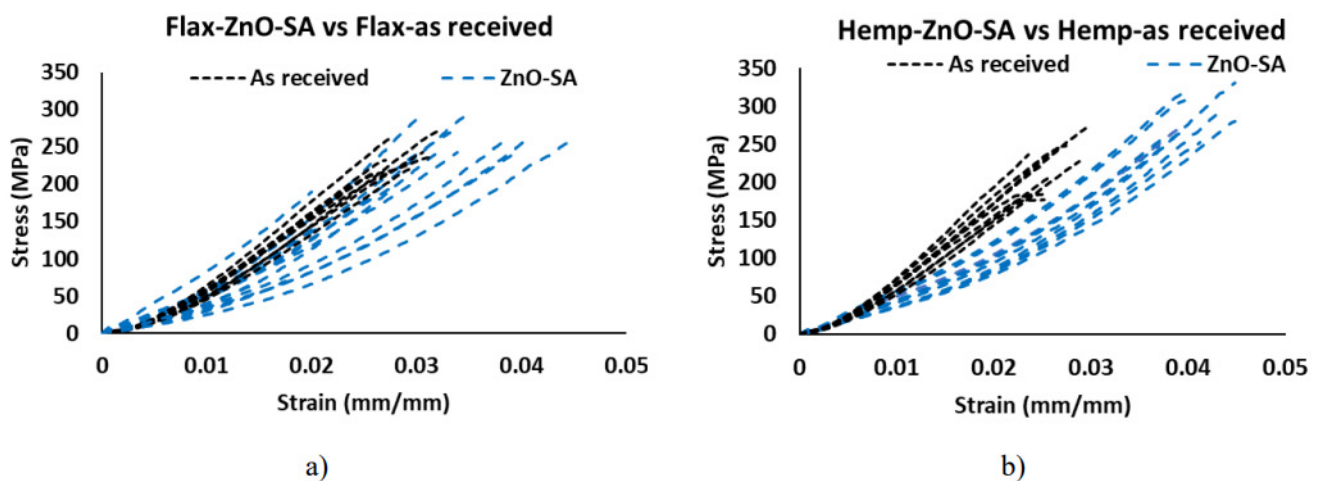 Flax-ZnO-SA vs Flax-as received
350
As received
ZnO-SA
300
250
200
150
100
50
0
Stress (MPa)
0 0.01 0.02 0.03 0.04 0.05
Strain (mm/mm)
a)
Hemp-ZnO-SA vs Hemp-as received
350
As received
ZnO-SA
300
250
200
150
100
50
0
Stress (MPa)
0 0.01 0.02 0.03 0.04 0.05
Strain (mm/mm)
b)